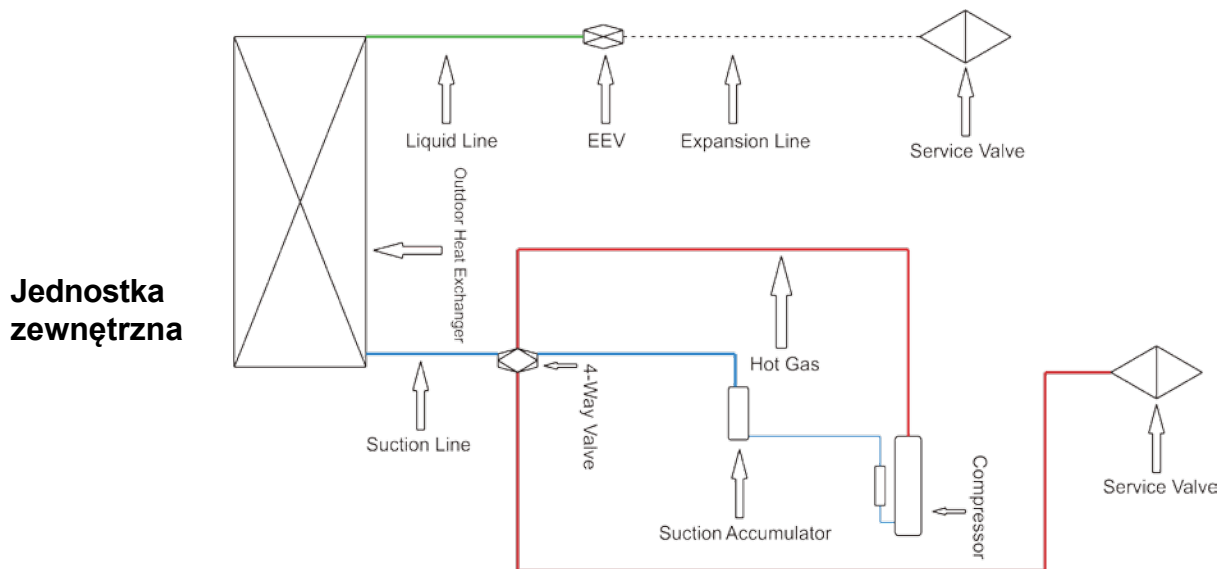 Liquid Line
EEV
Expansion Line
Service Valve
Outdoor Heat Exchanger
Jednostka
zewnętrzna
Hot Gas
4-Way Valve
Suction Line
Suction Accumulator
Compressor
Service Valve